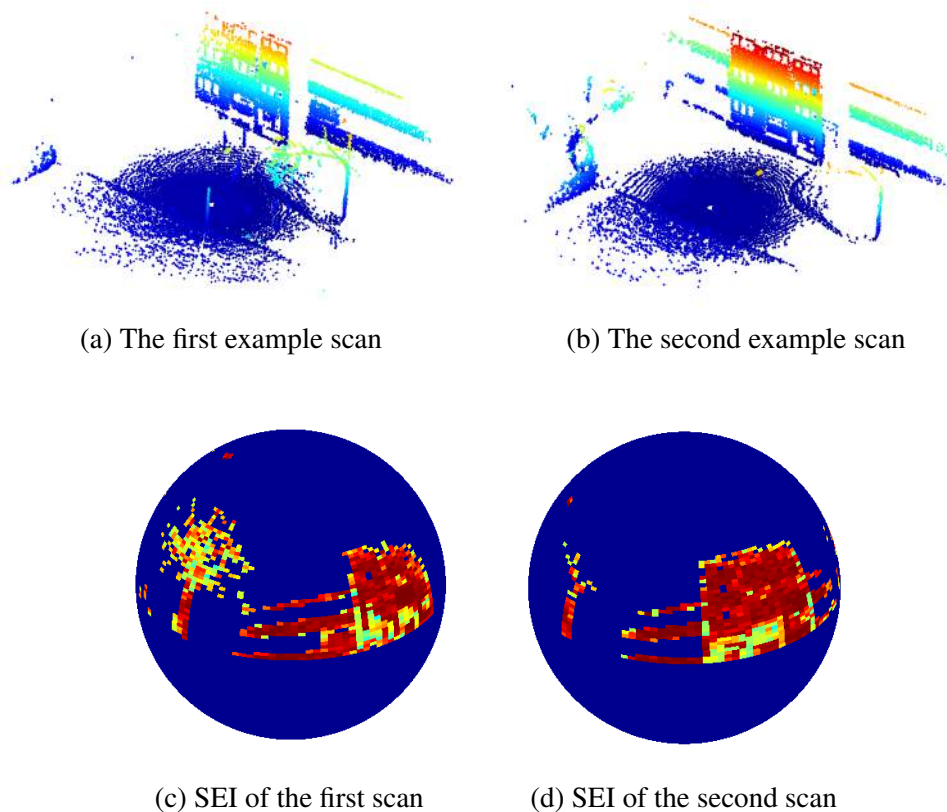 (a) The first example scan
(b) The second example scan
(c) SEI of the first scan
(d) SEI of the second scan